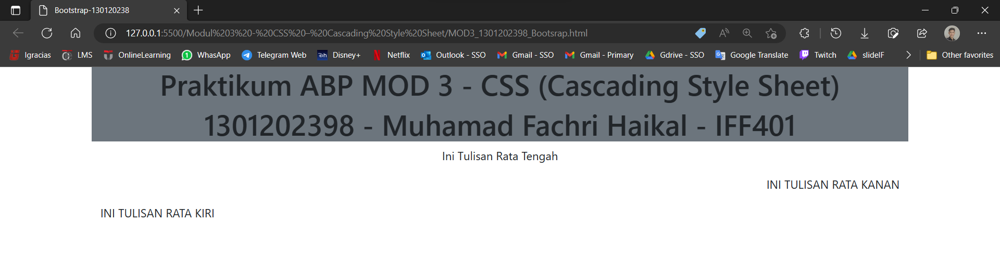 Bootstrap-130120238
127.0.0.1:5500/Modul%203%20-%20CSS%20–%20Cascading%20Style%20Sheet/MOD3_1301202398_Bootsrap.html
Igracias LMS OnlineLearning WhasApp Telegram Web Disney+ Netflix Outlook - SSO Gmail - SSO Gmail - Primary Gdrive - SSO Google Translate Twitch slideIF Other favorites
Praktikum ABP MOD 3 - CSS (Cascading Style Sheet)
1301202398 - Muhamad Fachri Haikal - IFF401
Ini Tulisan Rata Tengah
INI TULISAN RATA KANAN
INI TULISAN RATA KIRI